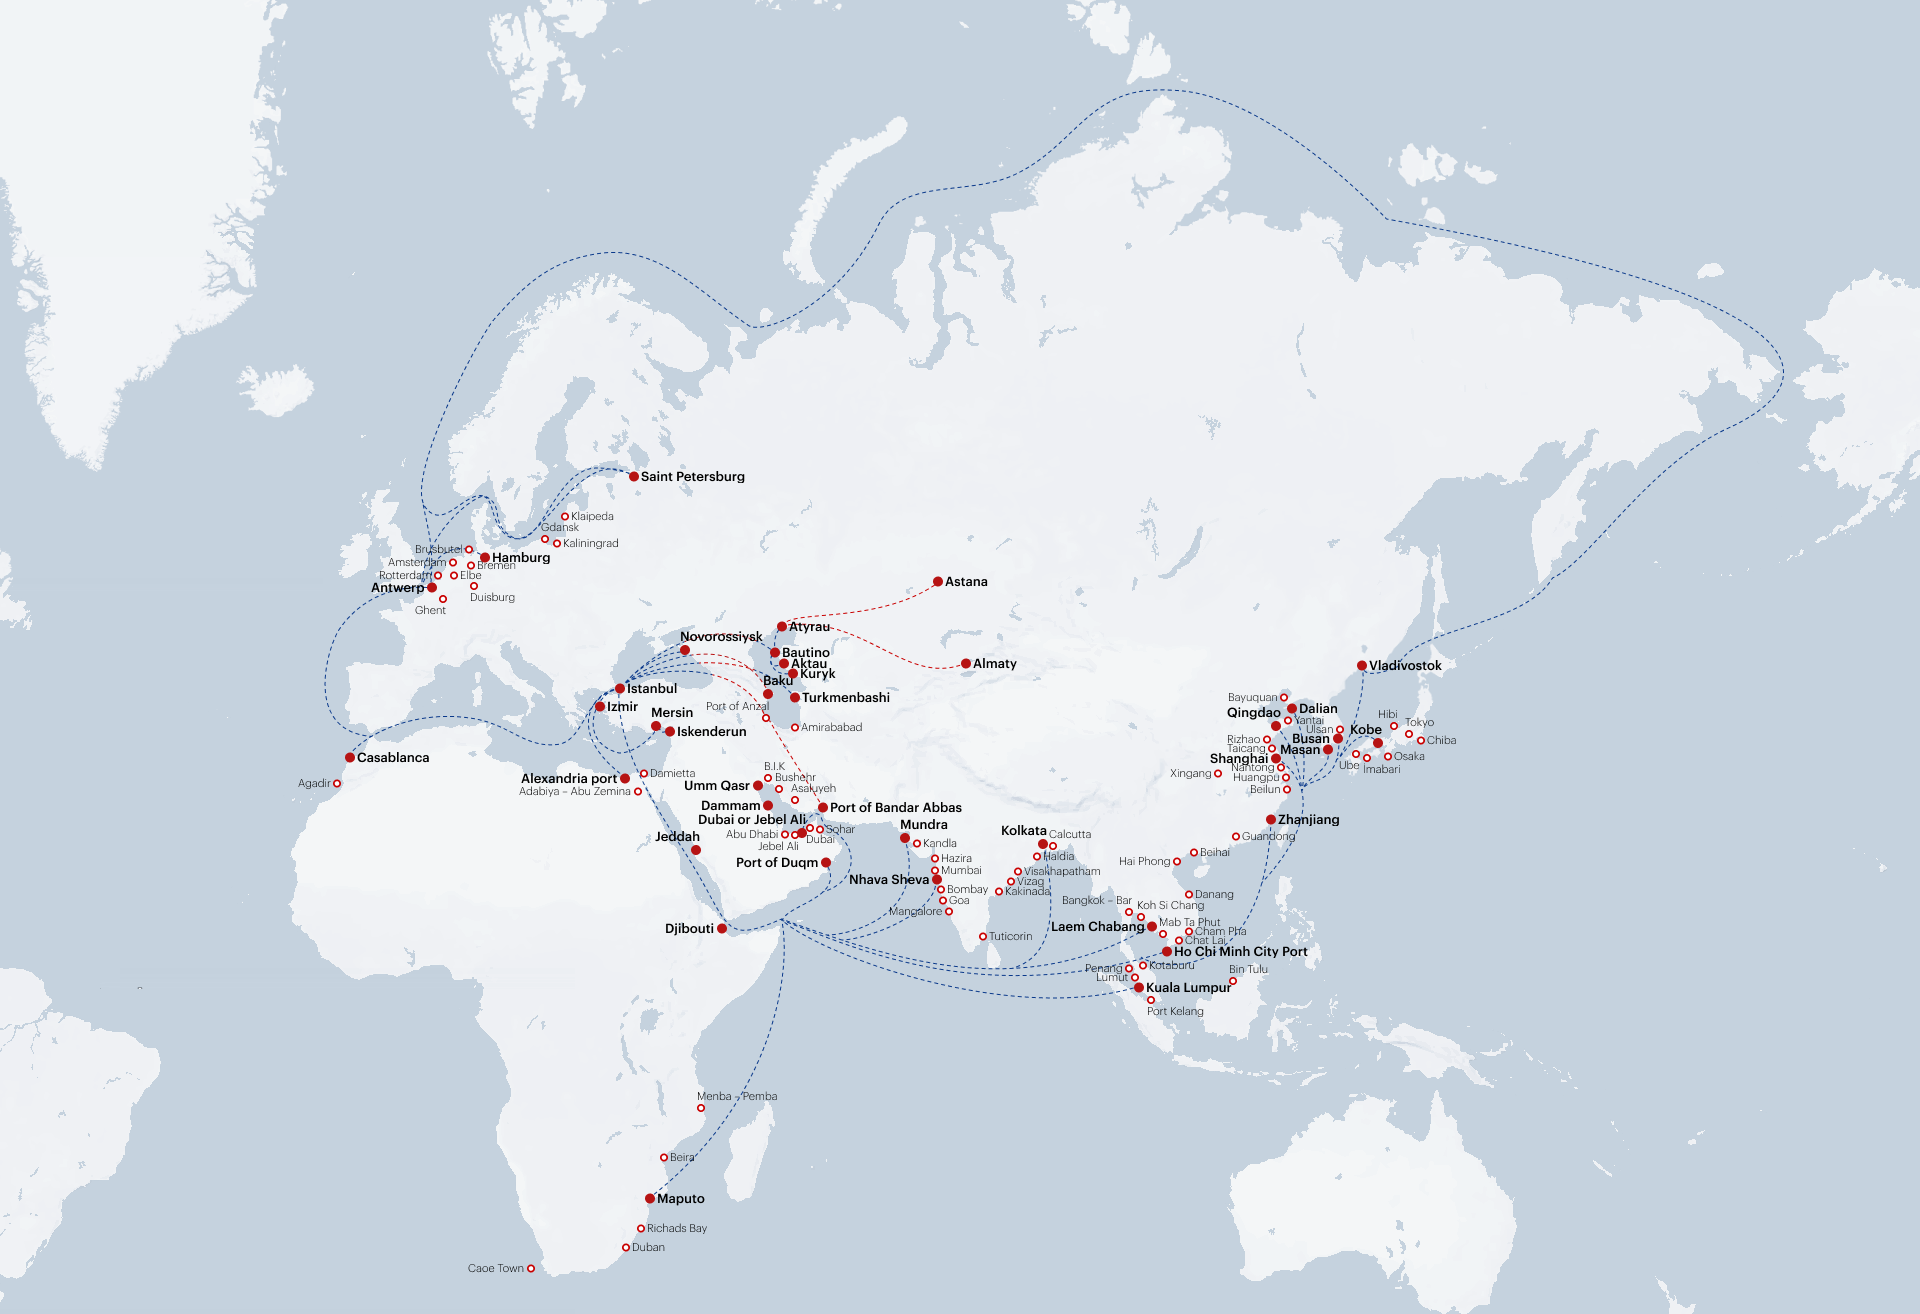 Saint Petersburg
Klaipeda
Gdansk
Kaliningrad
Brusbutel
Hamburg
Amsterdam
Bremen
Rotterdam
Elbe
Antwerp
Duisburg
Ghent
Astana
Atyrau
Novorossiysk
Bautino
Aktau
Almaty
Kuryk
Baku
Turkmenbashi
Port of Anzal
Amirababad
Istanbul
Izmir
Mersin
Iskenderun
Casablanca
Agadir
Alexandria port
Damietta
Adabiya – Abu Zemina
B.I.K
Bushehr
Umm Qasr
Asaluyeh
Dammam
Port of Bandar Abbas
Dubai or Jebel Ali
Sohar
Abu Dhabi
Dubai
Jebel Ali
Jeddah
Port of Duqm
Djibouti
Mundra
Kandla
Hazira
Mumbai
Nhava Sheva
Bombay
Goa
Mangalore
Tuticorin
Kolkata
Calcutta
Haldia
Visakhapatham
Vizag
Kakinada
Vladivostok
Bayuquan
Dalian
Qingdao
Yantai
Hibi
Tokyo
Ulsan
Kobe
Rizhao
Busan
Chiba
Taicang
Masan
Shanghai
Osaka
Ube
Imabari
Nantong
Xingang
Huangpu
Beilun
Zhanjiang
Guandong
Beihai
Hai Phong
Danang
Bangkok – Bar
Koh Si Chang
Mab Ta Phut
Laem Chabang
Cham Pha
Chat Lai
Ho Chi Minh City Port
Penang
Kotaburu
Bin Tulu
Lumut
Kuala Lumpur
Port Kelang
Menba – Pemba
Beira
Maputo
Richads Bay
Duban
Caoe Town